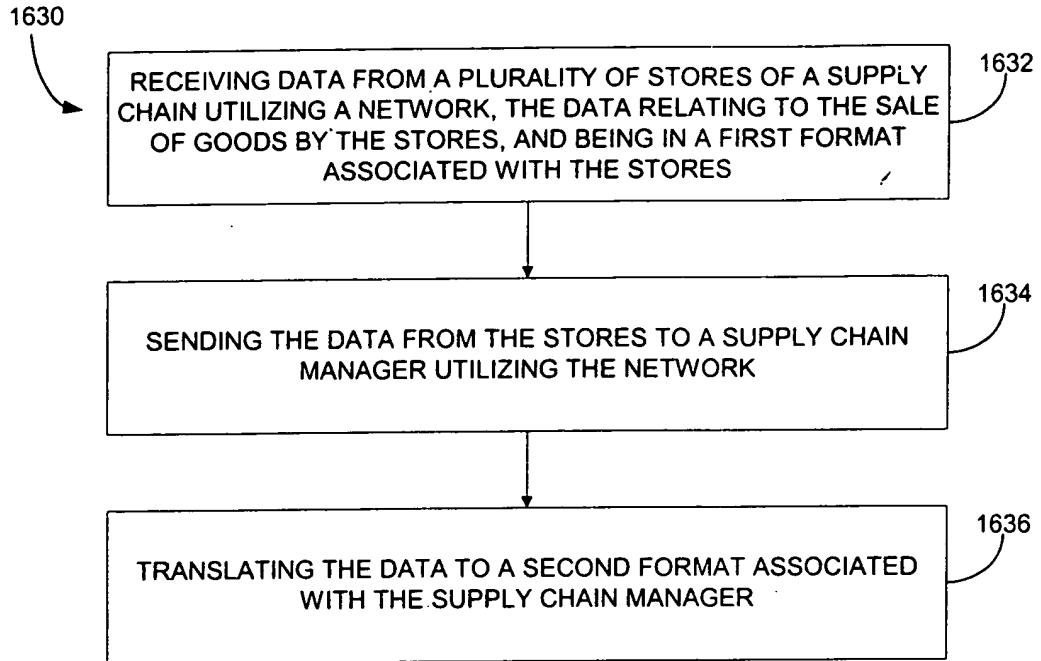 1630
RECEIVING DATA FROM A PLURALITY OF STORES OF A SUPPLY
CHAIN UTILIZING A NETWORK, THE DATA RELATING TO THE SALE
OF GOODS BY THE STORES, AND BEING IN A FIRST FORMAT
ASSOCIATED WITH THE STORES
1632
SENDING THE DATA FROM THE STORES TO A SUPPLY CHAIN
MANAGER UTILIZING THE NETWORK
1634
TRANSLATING THE DATA TO A SECOND FORMAT ASSOCIATED
WITH THE SUPPLY CHAIN MANAGER
1636